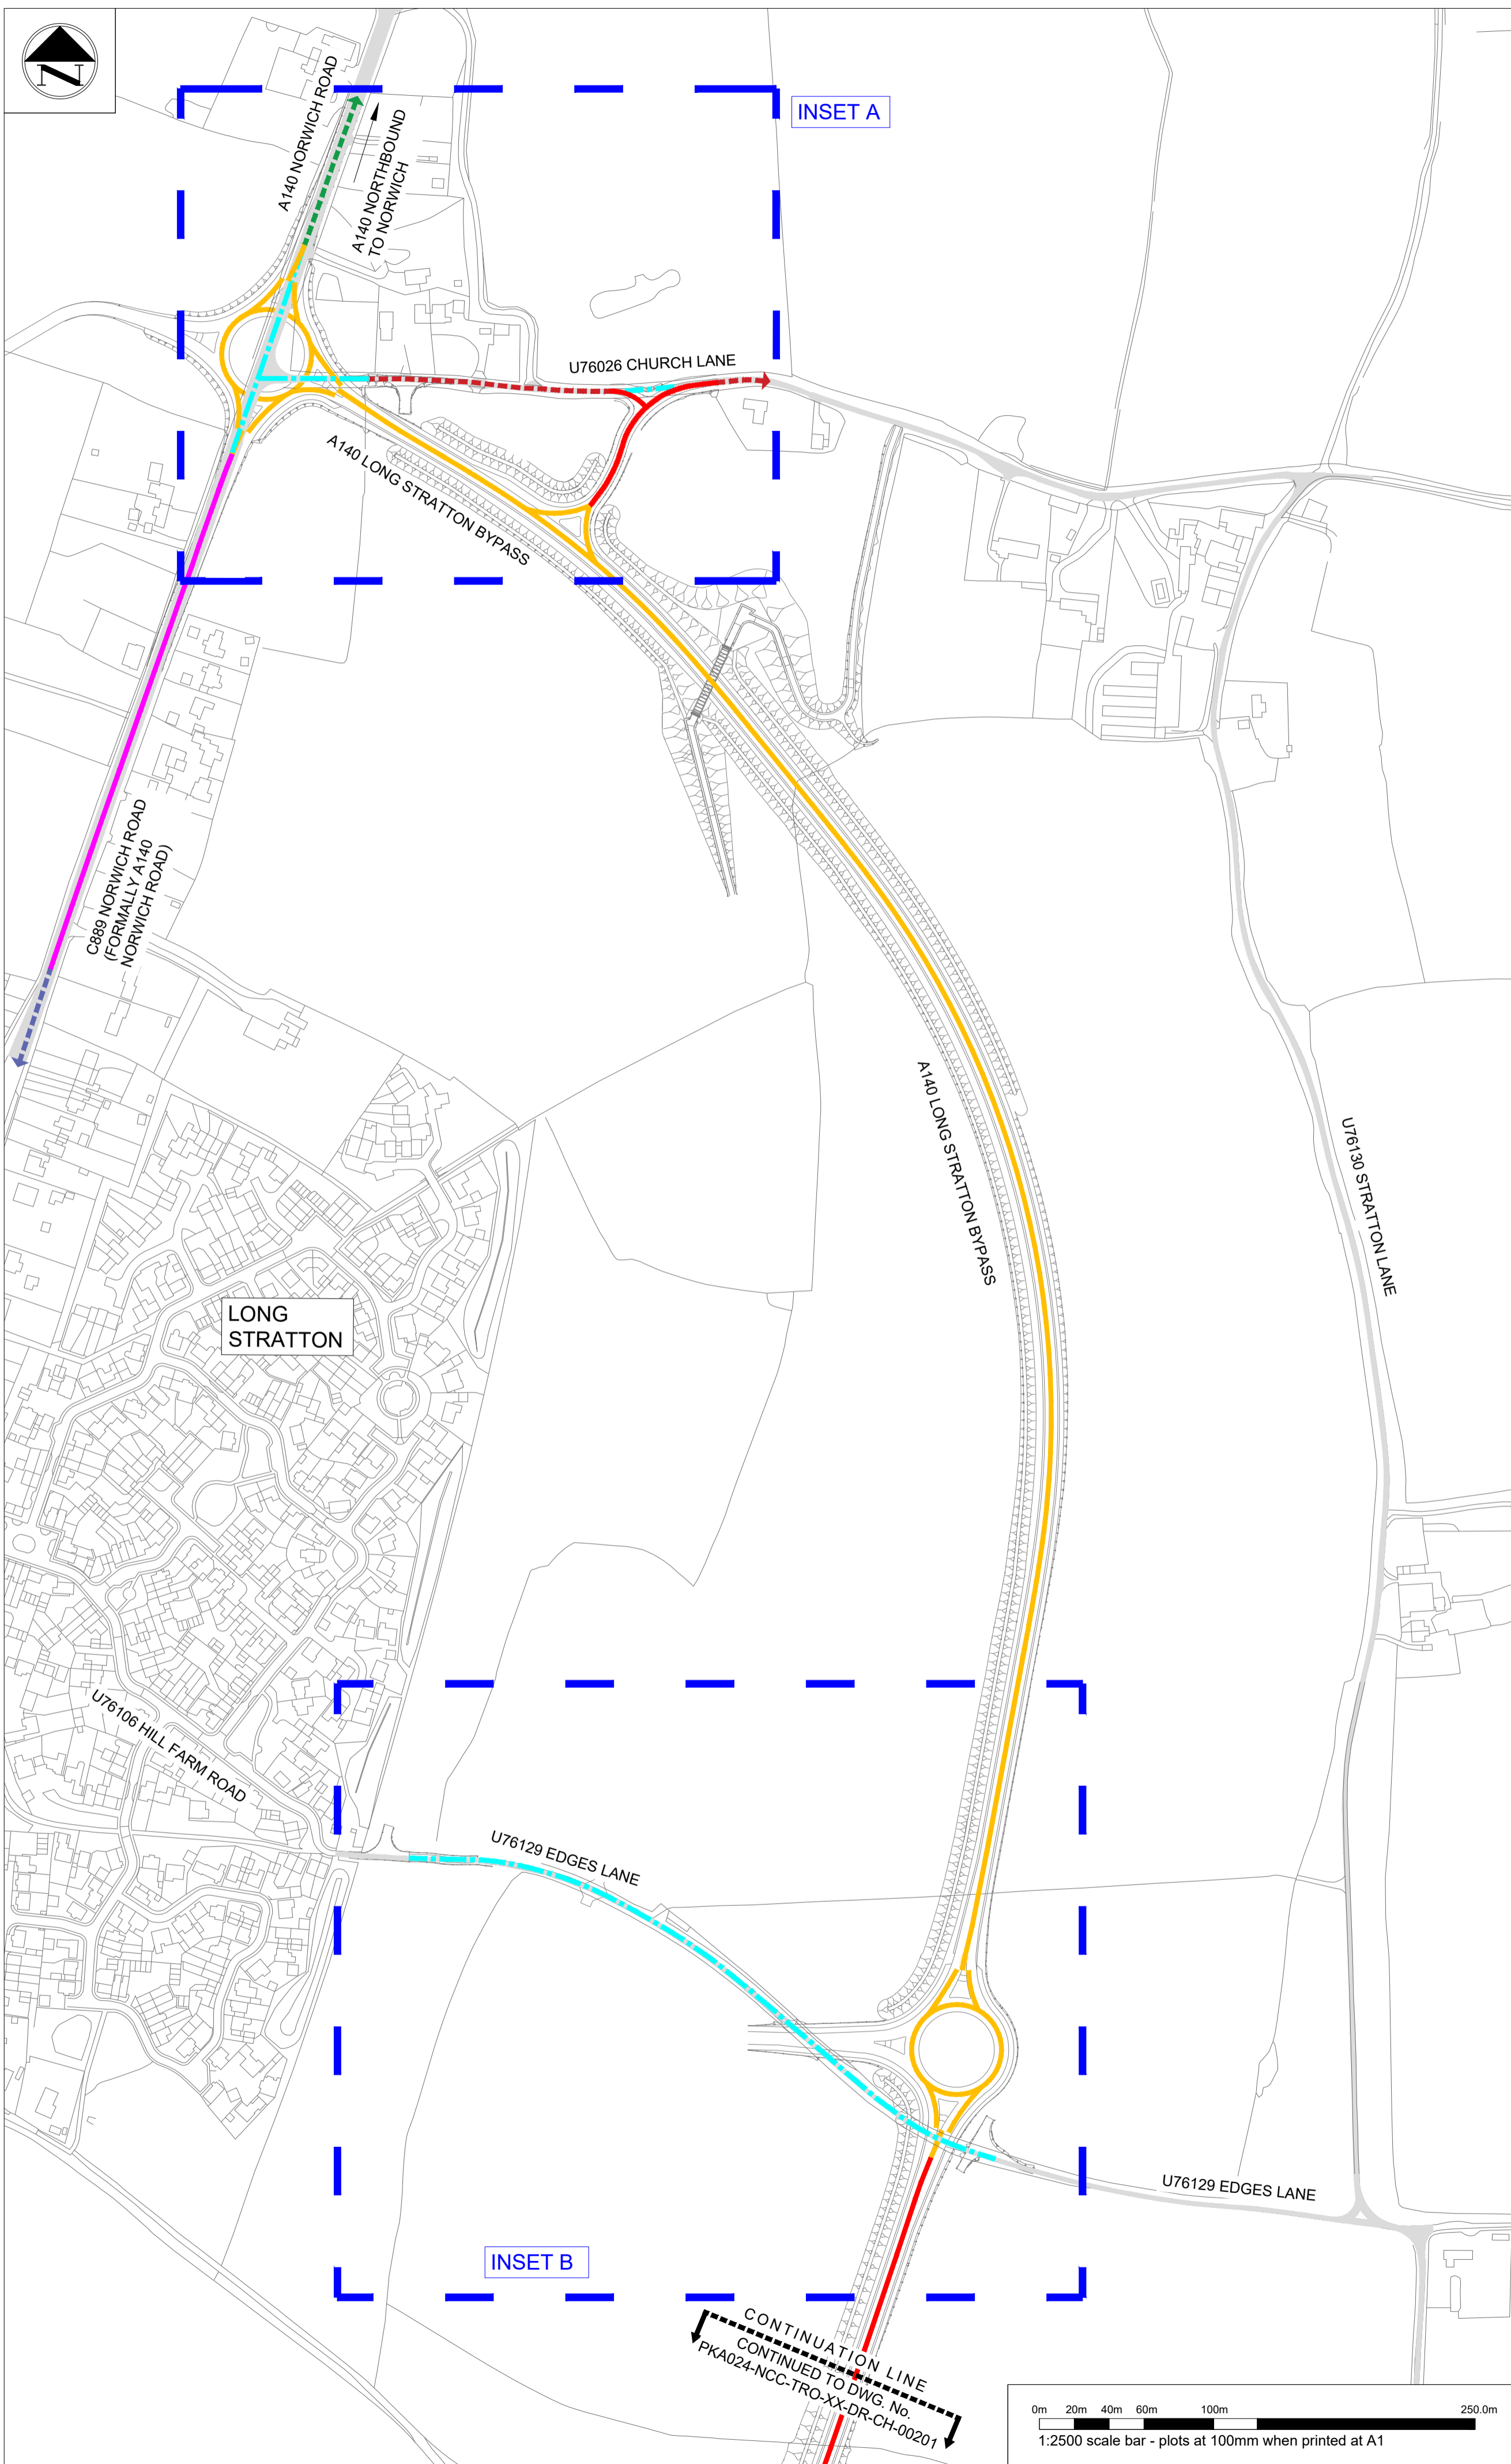 N
INSET A
A140 NORWICH ROAD
A140 NORTHBOUND
TO NORWICH
U76026 CHURCH LANE
A140 LONG STRATTON BYPASS
C889 NORWICH ROAD
(FORMALLY A140
NORWICH ROAD)
A140 LONG STRATTON BYPASS
U76130 STRATTON LANE
LONG
STRATTON
U76106 HILL FARM ROAD
U76129 EDGES LANE
U76129 EDGES LANE
INSET B
CONTINUATION LINE
CONTINUED TO DWG. No.
PKA024-NCC-TRO-XX-DR-CH-00201
0m 20m 40m 60m 100m 250.0m
1:2500 scale bar - plots at 100mm when printed at A1